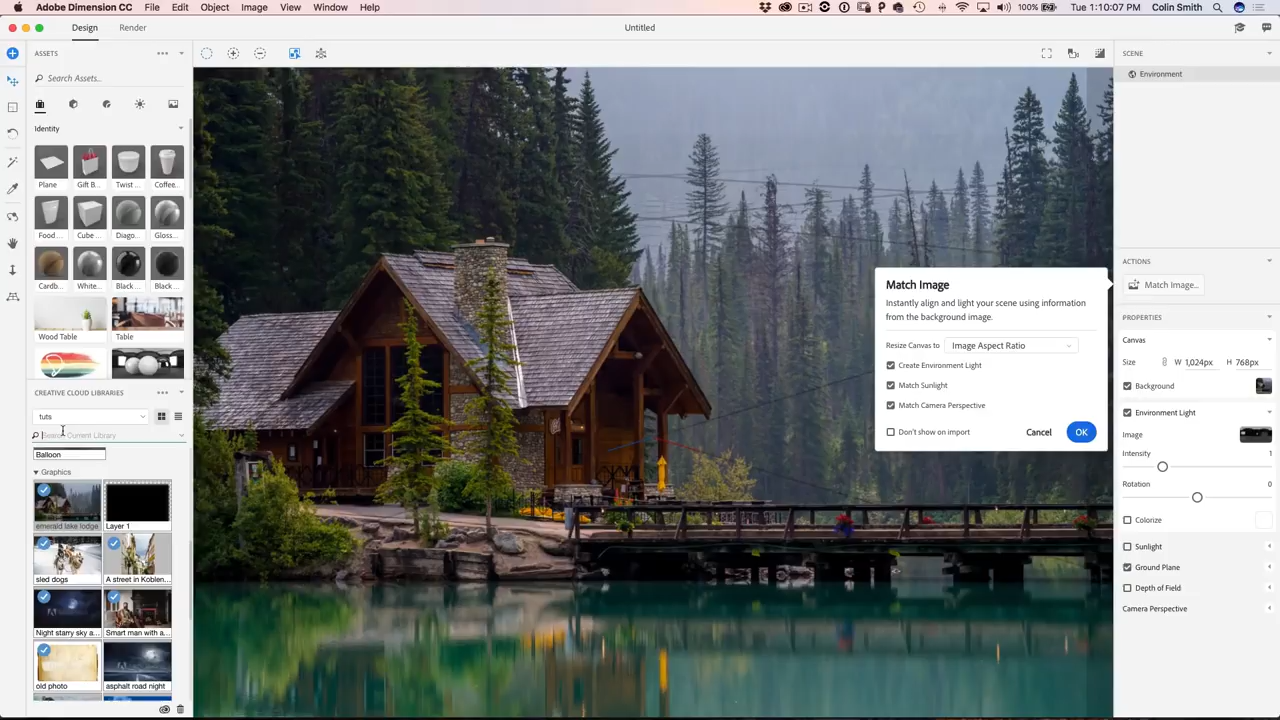 Adobe Dimension CC File Edit Object Image View Window Help 100% Tue 1:10:07 PM Colin Smith
Design Render Untitled
ASSETS
Search Assets...
Identity
Plane Gift B... Twist ... Coffee...
Food ... Cube ... Diago... Gloss...
Cardb... White... Black ... Black ...
Wood Table Table
CREATIVE CLOUD LIBRARIES
tuts
Search Current Library
Balloon
Graphics
emerald lake lodge Layer 1
sled dogs A street in Koblen...
Night starry sky a... Smart man with a...
old photo asphalt road night
Match Image
Instantly align and light your scene using information
from the background image.
Resize Canvas to Image Aspect Ratio
Create Environment Light
Match Sunlight
Match Camera Perspective
Don't show on import Cancel OK
SCENE
Environment
ACTIONS
Match Image...
PROPERTIES
Canvas
Size W 1,024px H 768px
Background
Environment Light
Image
Intensity 1
Rotation 0
Colorize
Sunlight
Ground Plane
Depth of Field
Camera Perspective